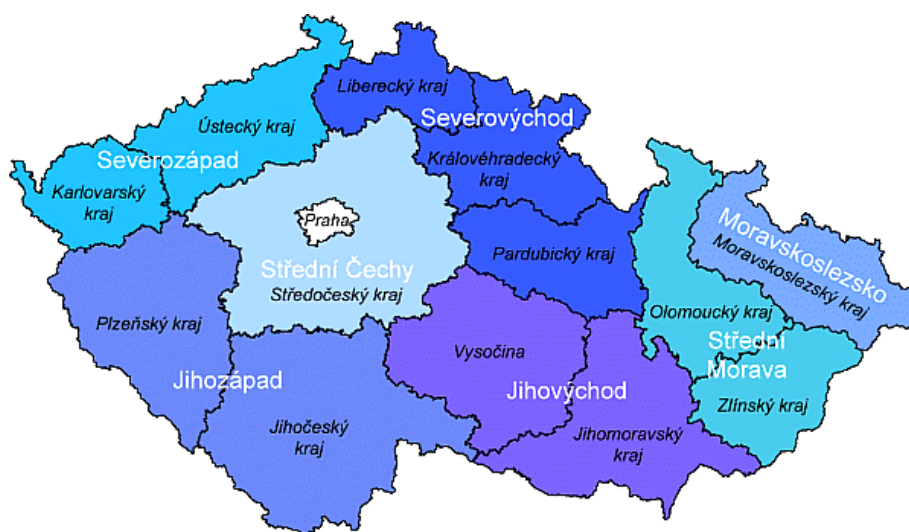 Liberecký kraj
Severovýchod
Ústecký kraj
Severozápad
Královéhradecký
kraj
Karlovarský
kraj
Praha
Moravskoslezsko
Moravskoslezský kraj
Pardubický kraj
Střední Čechy
Středočeský kraj
Olomoucký kraj
Plzeňský kraj
Vysočina
Střední
Morava
Jihozápad
Jihovýchod
Zlínský kraj
Jihočeský
kraj
Jihomoravský
kraj